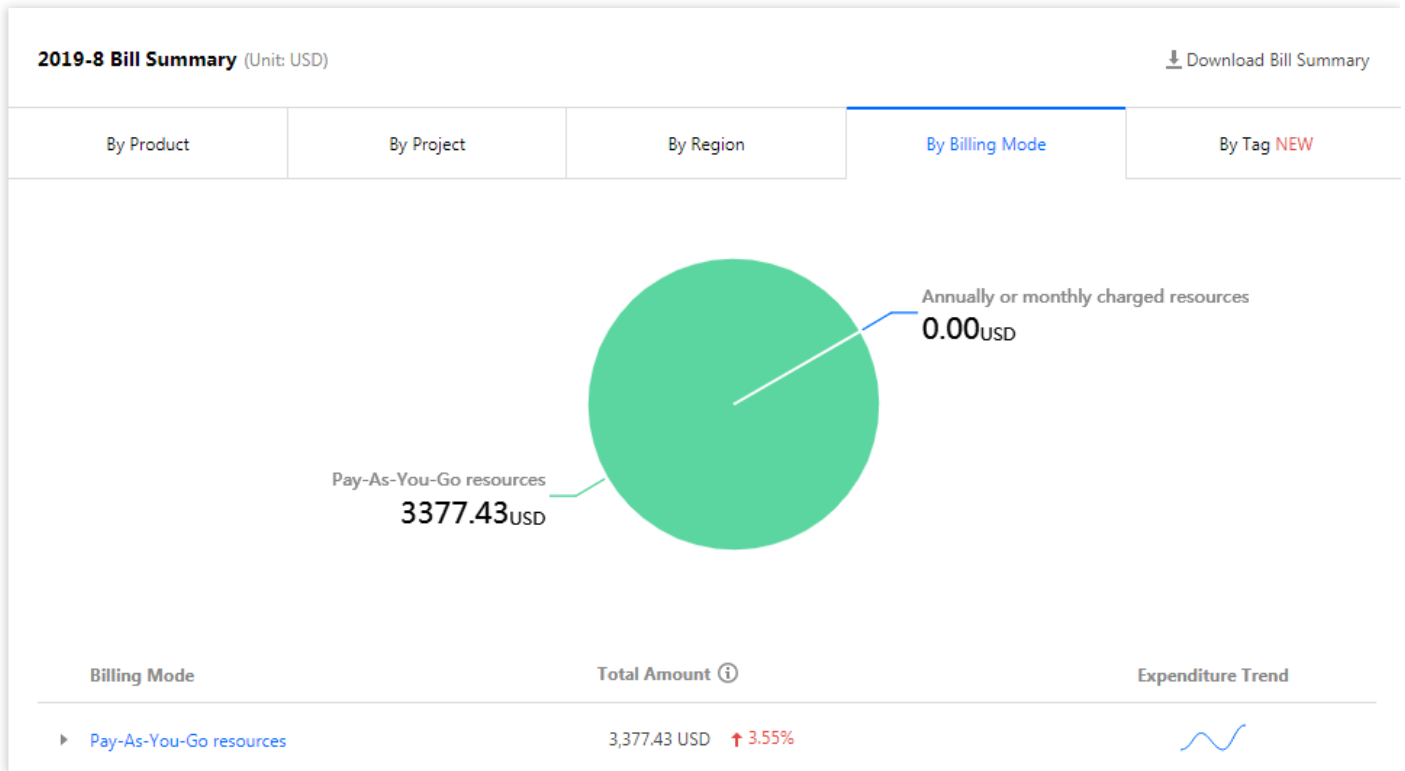 2019-8 Bill Summary (Unit: USD)
Download Bill Summary
By Product
By Project
By Region
By Billing Mode
By Tag NEW
Annually or monthly charged resources
0.00USD
Pay-As-You-Go resources
3377.43USD
Billing Mode
Total Amount
Expenditure Trend
Pay-As-You-Go resources
3,377.43 USD
3.55%